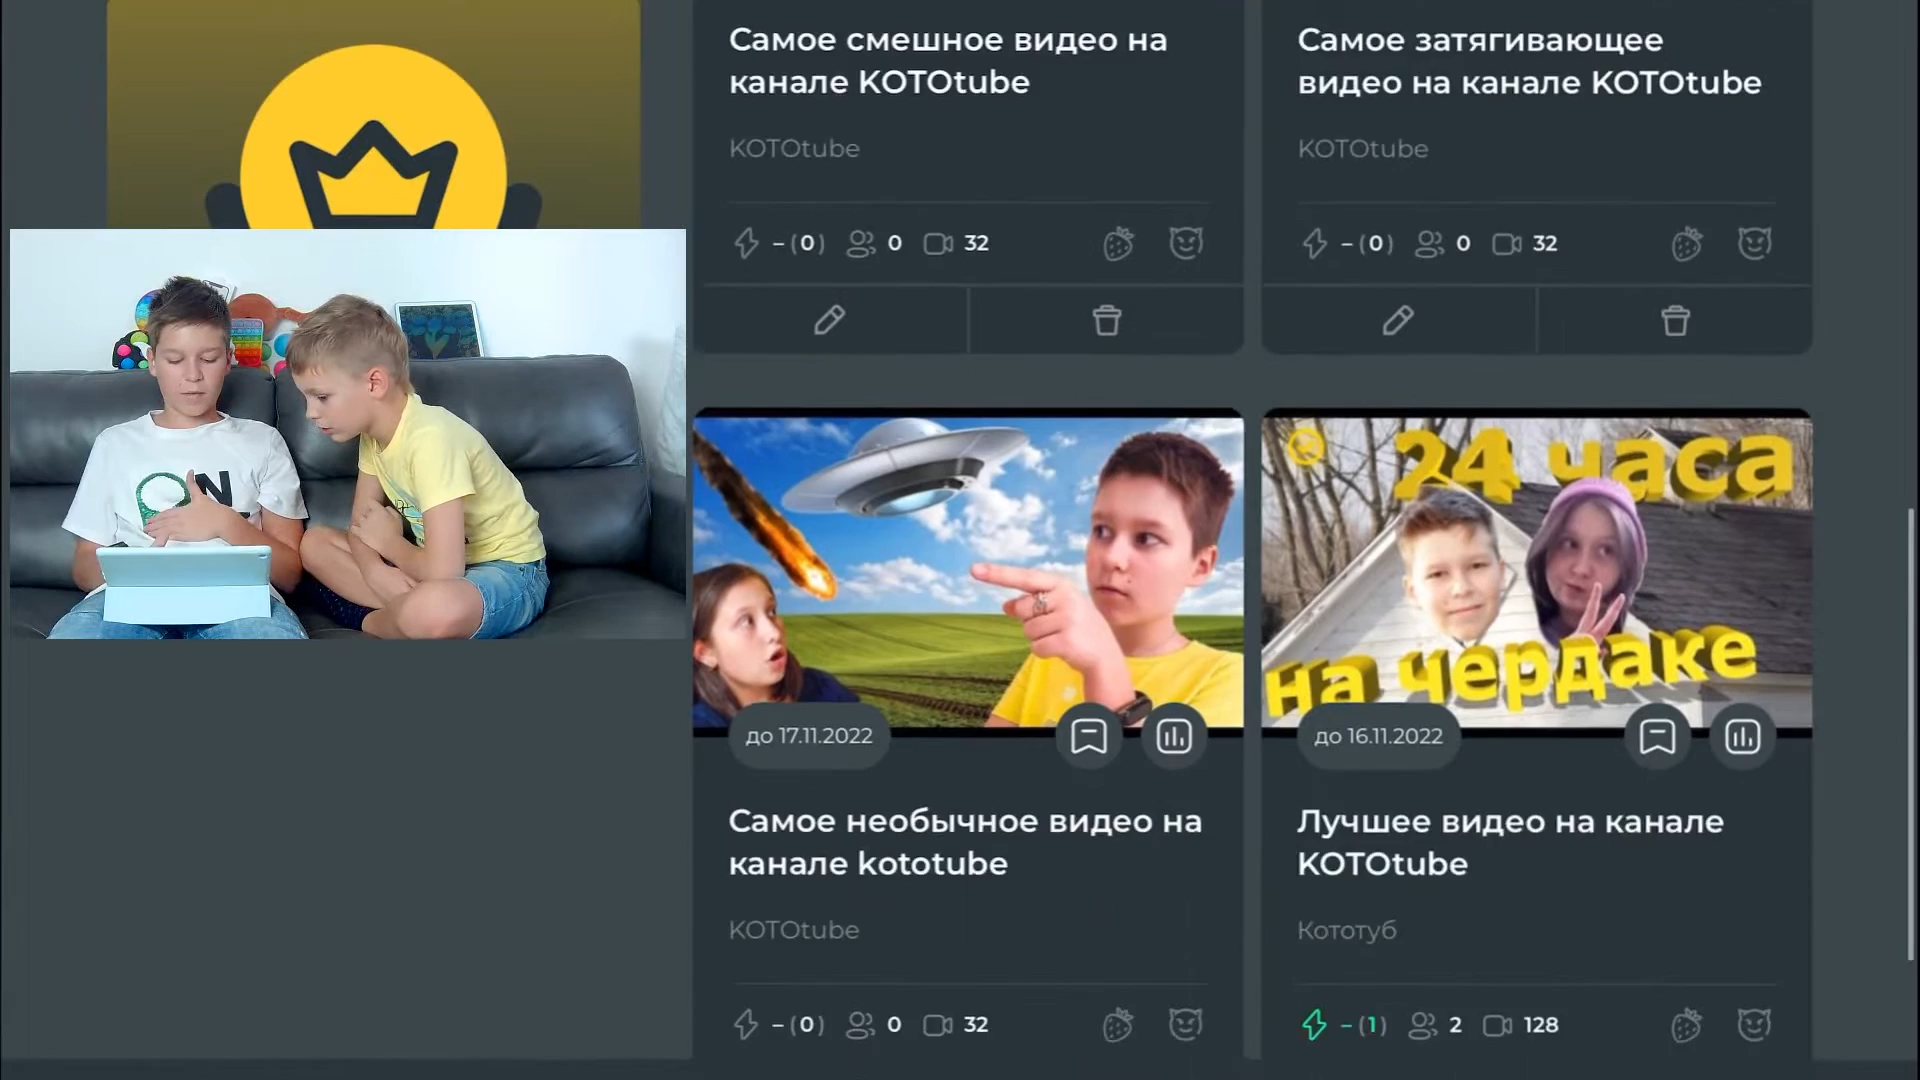 Самое смешное видео на
канале KOTOtube
KOTOtube
– (0) 0 32
Самое затягивающее
видео на канале KOTOtube
KOTOtube
– (0) 0 32
до 17.11.2022
Самое необычное видео на
канале kototube
KOTOtube
– (0) 0 32
24 часа
на чердаке
до 16.11.2022
Лучшее видео на канале
KOTOtube
Кототуб
– (1) 2 128